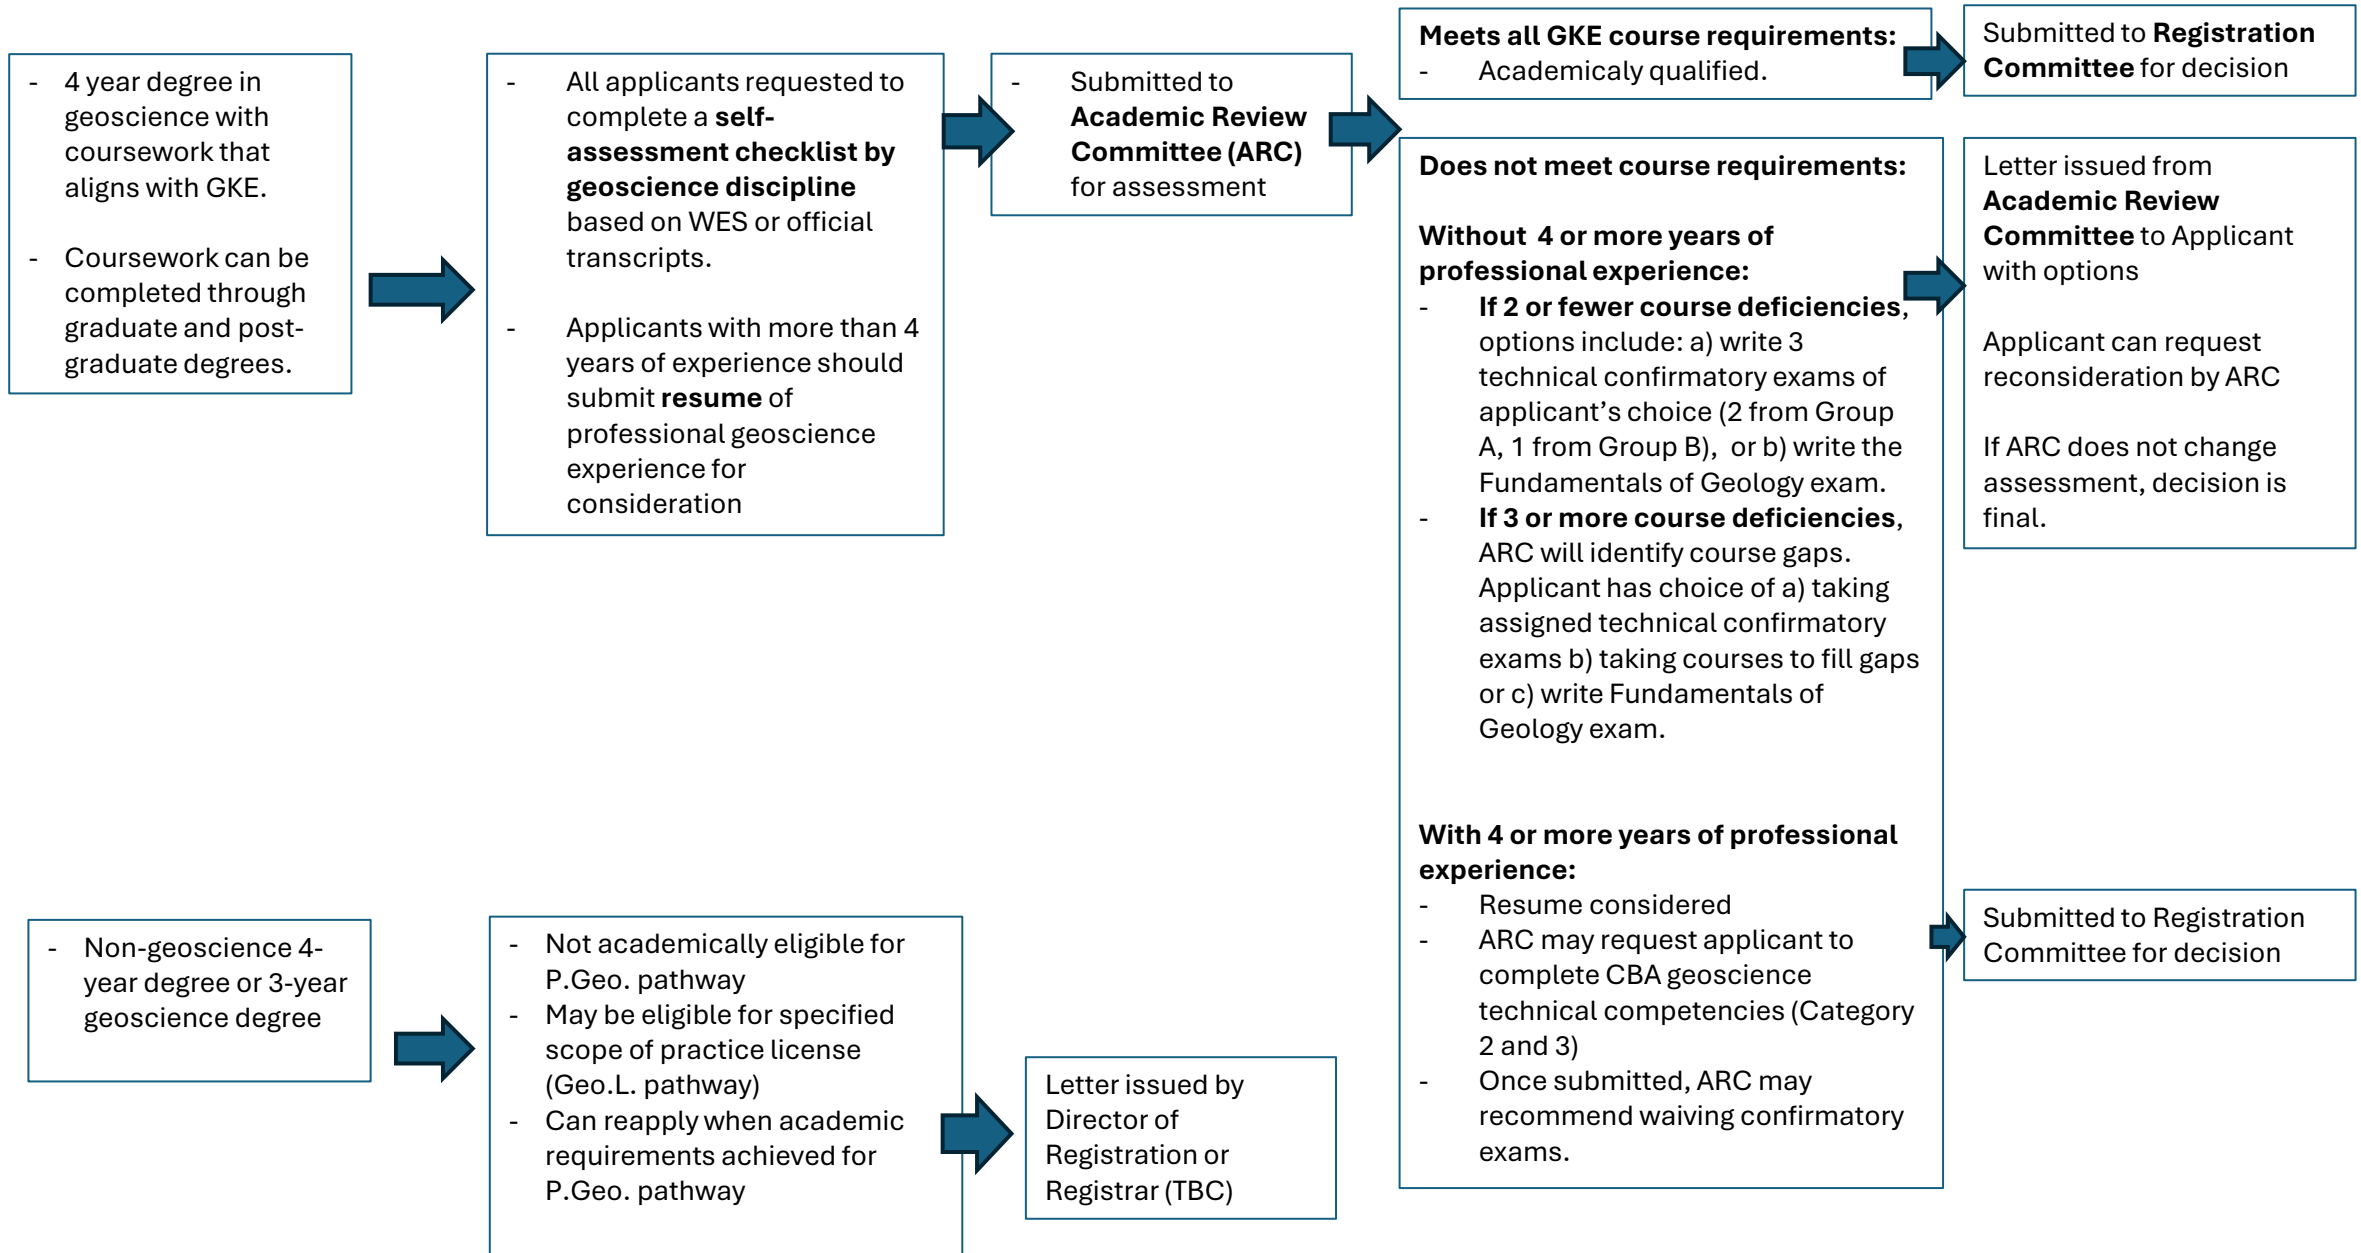 - 4 year degree in
geoscience with
coursework that
aligns with GKE.
- Coursework can be
completed through
graduate and post-
graduate degrees.
- All applicants requested to
complete a self-
assessment checklist by
geoscience discipline
based on WES or official
transcripts.
- Applicants with more than 4
years of experience should
submit resume of
professional geoscience
experience for
consideration
- Submitted to
Academic Review
Committee (ARC)
for assessment
Meets all GKE course requirements:
- Academicaly qualified.
Submitted to Registration
Committee for decision
Does not meet course requirements:
Without 4 or more years of
professional experience:
- If 2 or fewer course deficiencies,
options include: a) write 3
technical confirmatory exams of
applicant’s choice (2 from Group
A, 1 from Group B), or b) write the
Fundamentals of Geology exam.
- If 3 or more course deficiencies,
ARC will identify course gaps.
Applicant has choice of a) taking
assigned technical confirmatory
exams b) taking courses to fill gaps
or c) write Fundamentals of
Geology exam.
With 4 or more years of professional
experience:
- Resume considered
- ARC may request applicant to
complete CBA geoscience
technical competencies (Category
2 and 3)
- Once submitted, ARC may
recommend waiving confirmatory
exams.
Letter issued from
Academic Review
Committee to Applicant
with options
Applicant can request
reconsideration by ARC
If ARC does not change
assessment, decision is
final.
Submitted to Registration
Committee for decision
- Non-geoscience 4-
year degree or 3-year
geoscience degree
- Not academically eligible for
P.Geo. pathway
- May be eligible for specified
scope of practice license
(Geo.L. pathway)
- Can reapply when academic
requirements achieved for
P.Geo. pathway
Letter issued by
Director of
Registration or
Registrar (TBC)